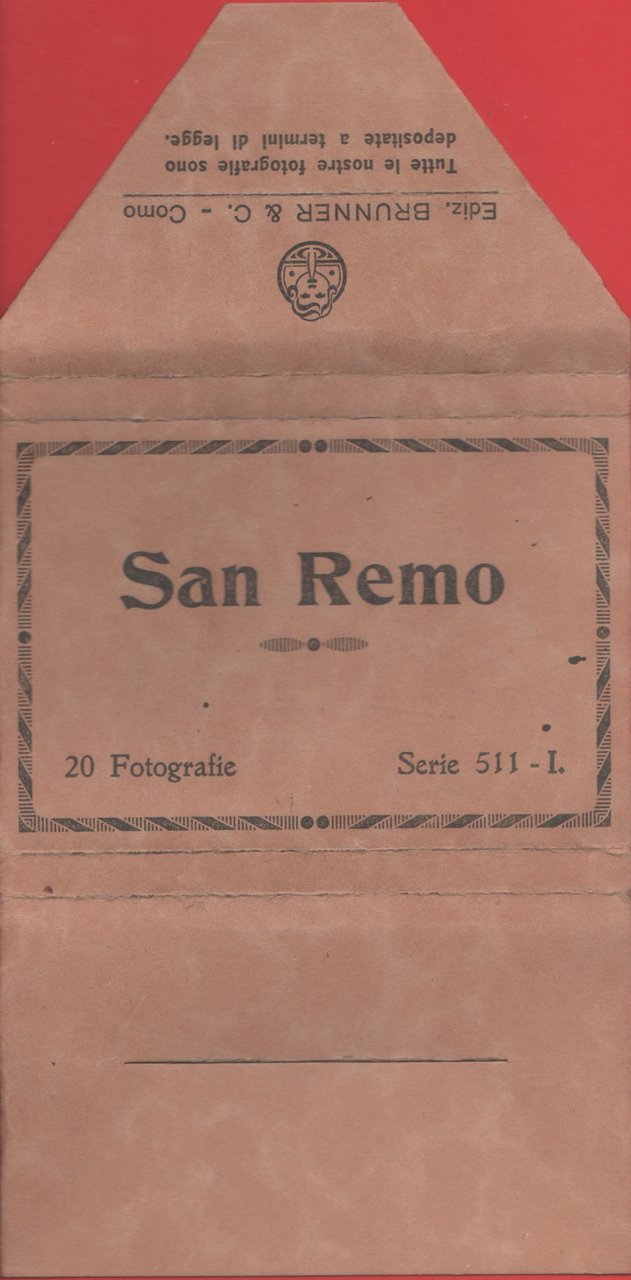 Ediz. BRUNNER & C. - Como
Tutte le nostre fotografie sono
depositate a termini di legge.
San Remo
20 Fotografie
Serie 511 - I.